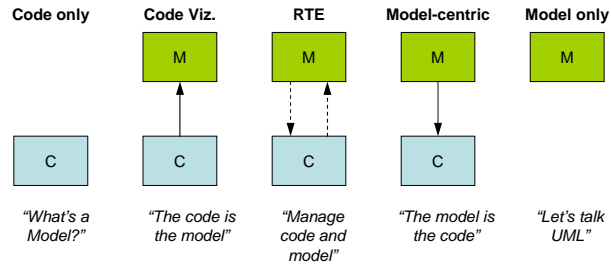 Code only Code Viz. RTE Model-centric Model only
M M M M
C C C C
“What’s a “The code is “Manage “The model is “Let’s talk
Model?” the model” code and the code” UML”
model”